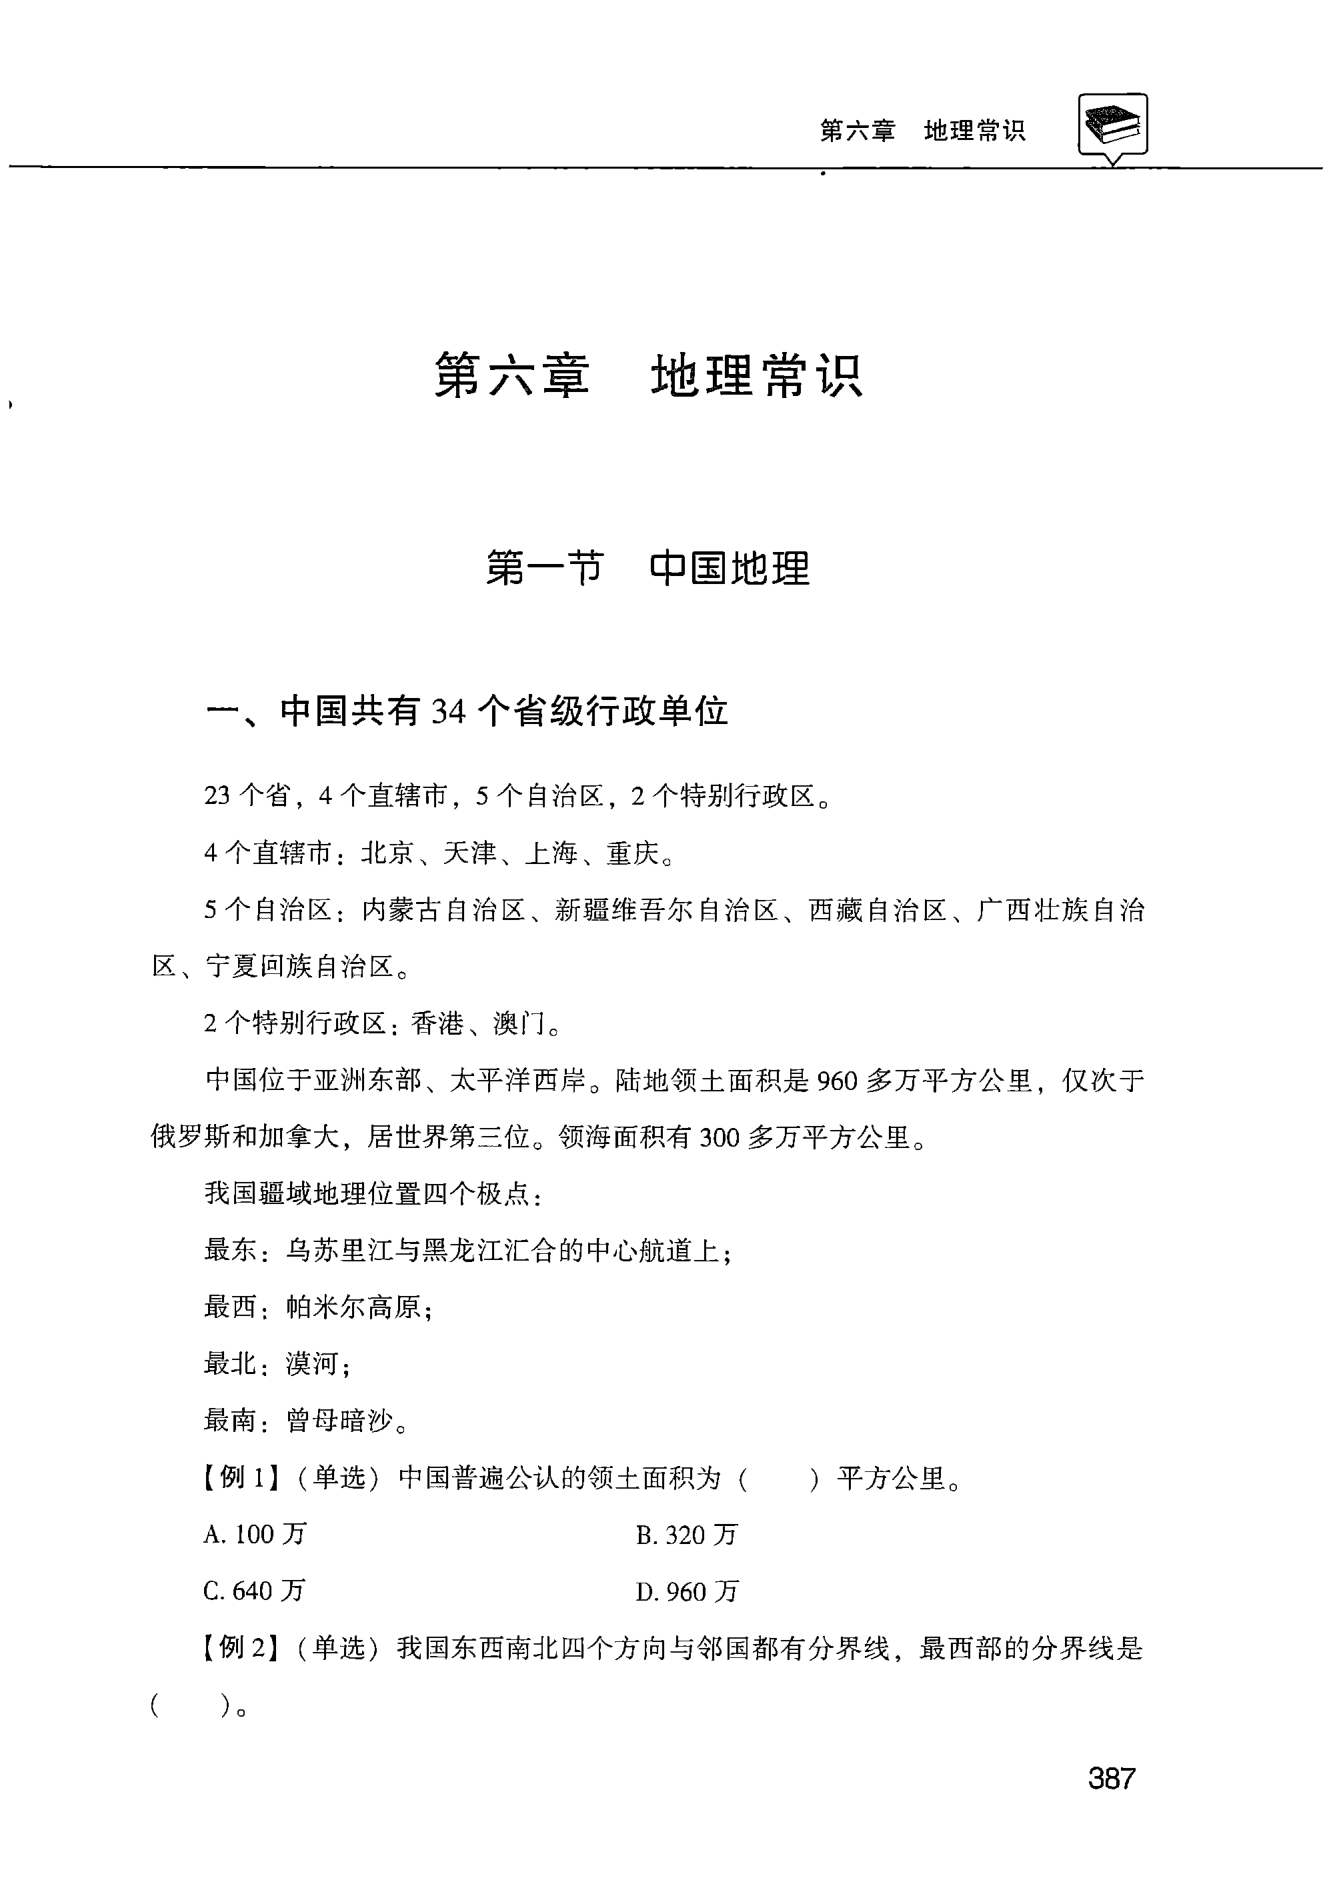 第六章 地理常识
第六章 地理常识
第一节 中国地理
一、中国共有 34 个省级行政单位
23 个省，4 个直辖市，5 个自治区，2 个特别行政区。
4 个直辖市：北京、天津、上海、重庆。
5 个自治区：内蒙古自治区、新疆维吾尔自治区、西藏自治区、广西壮族自治
区、宁夏回族自治区。
2 个特别行政区：香港、澳门。
中国位于亚洲东部、太平洋西岸。陆地领土面积是 960 多万平方公里，仅次于
俄罗斯和加拿大，居世界第三位。领海面积有 300 多万平方公里。
我国疆域地理位置四个极点：
最东：乌苏里江与黑龙江汇合的中心航道上；
最西：帕米尔高原；
最北：漠河；
最南：曾母暗沙。
【例 1】（单选）中国普遍公认的领土面积为（　　）平方公里。
A. 100 万　　B. 320 万
C. 640 万　　D. 960 万
【例 2】（单选）我国东西南北四个方向与邻国都有分界线，最西部的分界线是
（　　）。
387